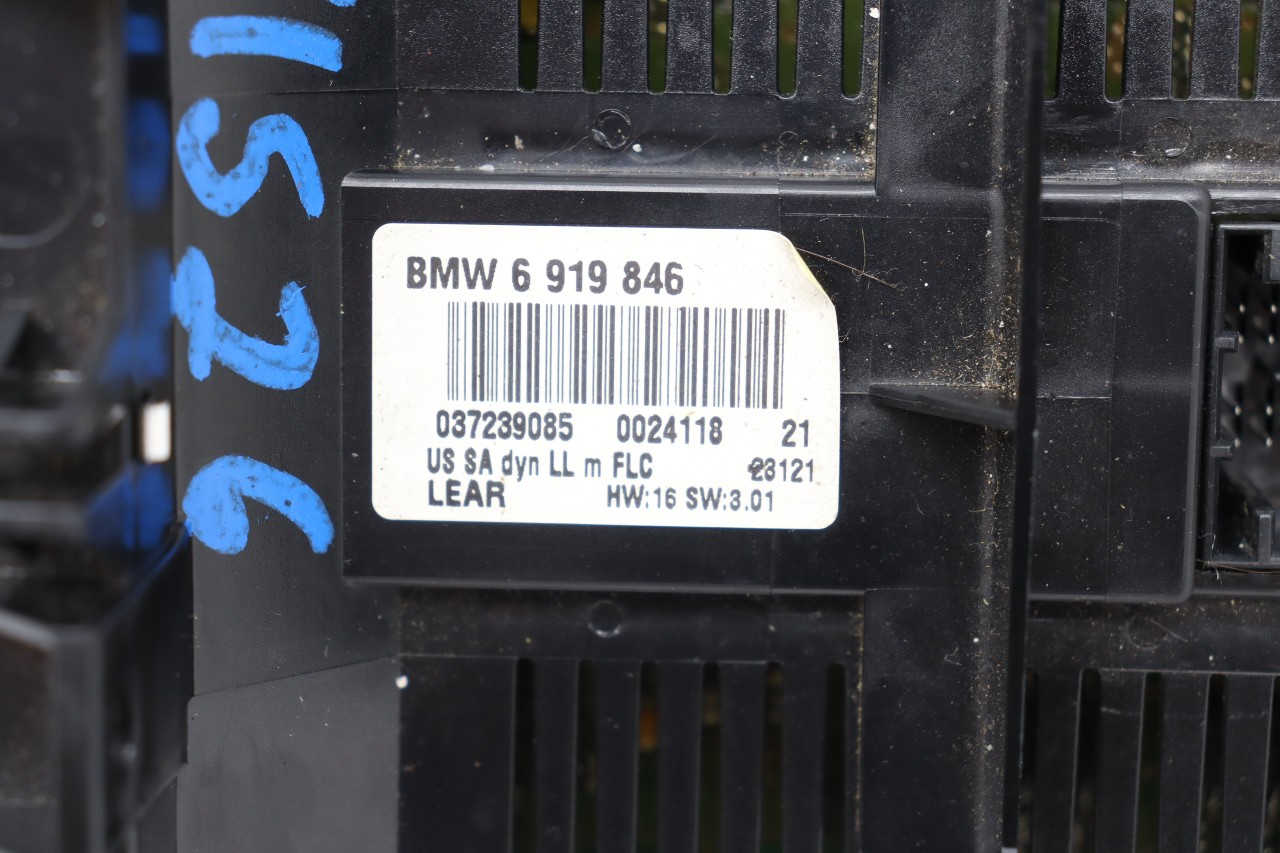 BMW 6 919 846
037239085 0024118 21
US SA dyn LL m FLC 23121
LEAR HW:16 SW:3.01